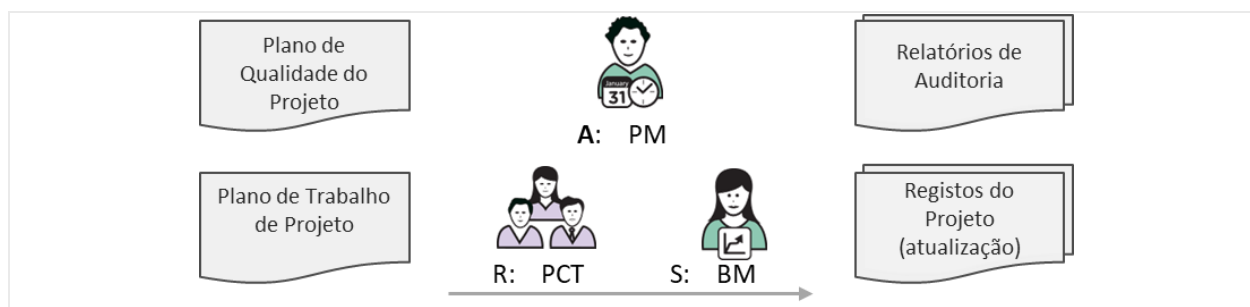 Plano de
Qualidade do
Projeto
January
31
A: PM
Relatórios de
Auditoria
Plano de Trabalho
de Projeto
R: PCT
S: BM
Registos do
Projeto
(atualização)